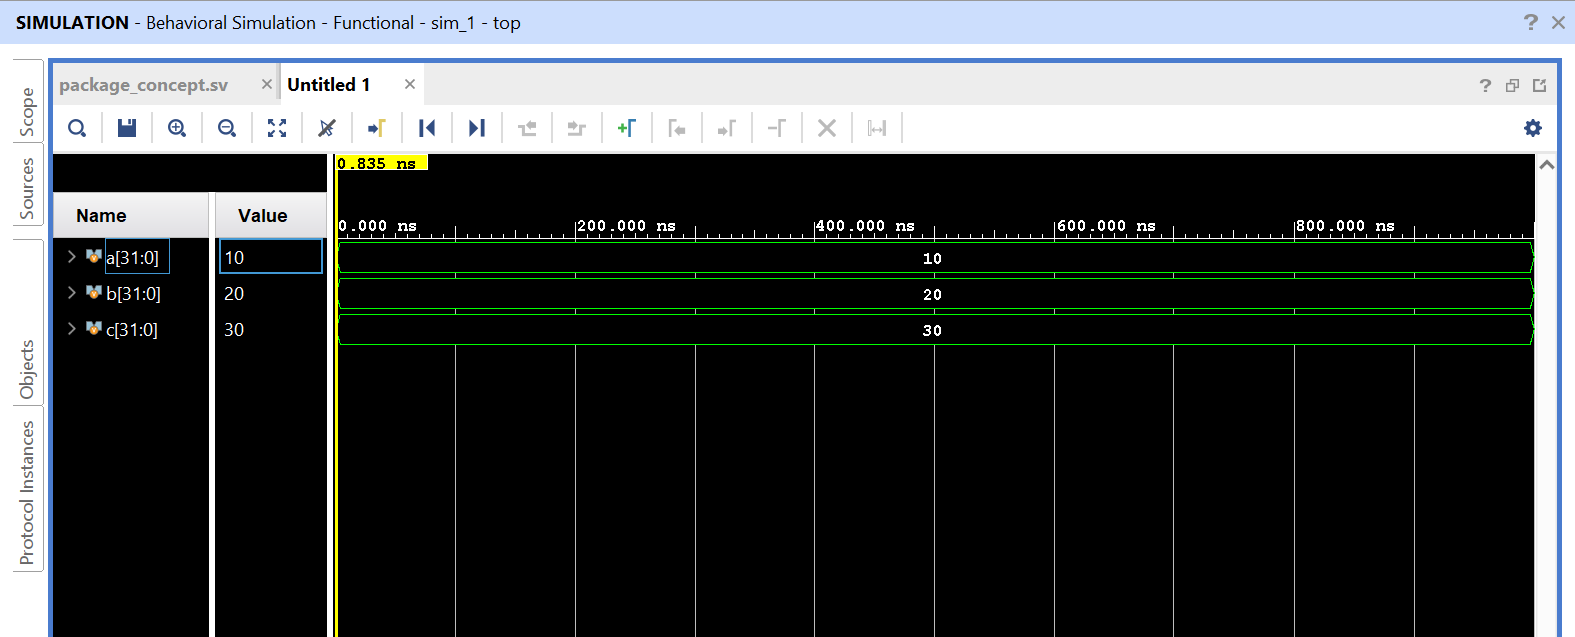 SIMULATION - Behavioral Simulation - Functional - sim_1 - top
Scope
Sources
Objects
Protocol Instances
package_concept.sv
Untitled 1
0.835 ns
Name Value
0.000 ns 200.000 ns 400.000 ns 600.000 ns 800.000 ns
a[31:0] 10 10
b[31:0] 20 20
c[31:0] 30 30